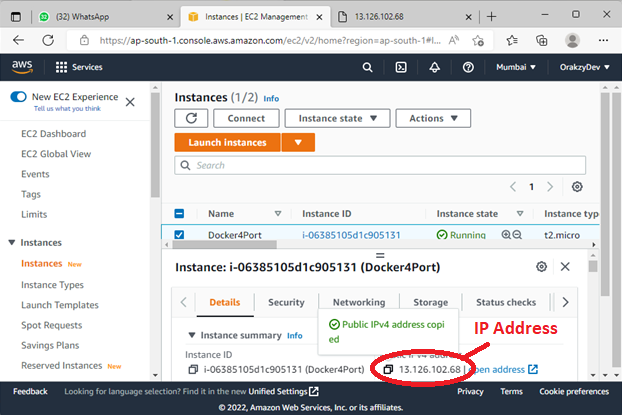 (32) WhatsApp
Instances | EC2 Management
13.126.102.68
https://ap-south-1.console.aws.amazon.com/ec2/v2/home?region=ap-south-1#I...
aws
Services
Mumbai
OrakzyDev
New EC2 Experience
Tell us what you think
EC2 Dashboard
EC2 Global View
Events
Tags
Limits
Instances
Instances New
Instance Types
Launch Templates
Spot Requests
Savings Plans
Reserved Instances New
Instances (1/2) Info
Connect
Instance state
Actions
Launch instances
Search
1
Name
Instance ID
Instance state
Instance typ
Docker4Port
i-06385105d1c905131
Running
t2.micro
Instance: i-06385105d1c905131 (Docker4Port)
Details
Security
Networking
Storage
Status checks
Public IPv4 address copi
ed
Instance summary Info
IP Address
Instance ID
address
i-06385105d1c905131 (Docker4Port)
13.126.102.68 | open address
Feedback
Looking for language selection? Find it in the new Unified Settings
Privacy
Terms
Cookie preferences
© 2022, Amazon Web Services, Inc. or its affiliates.